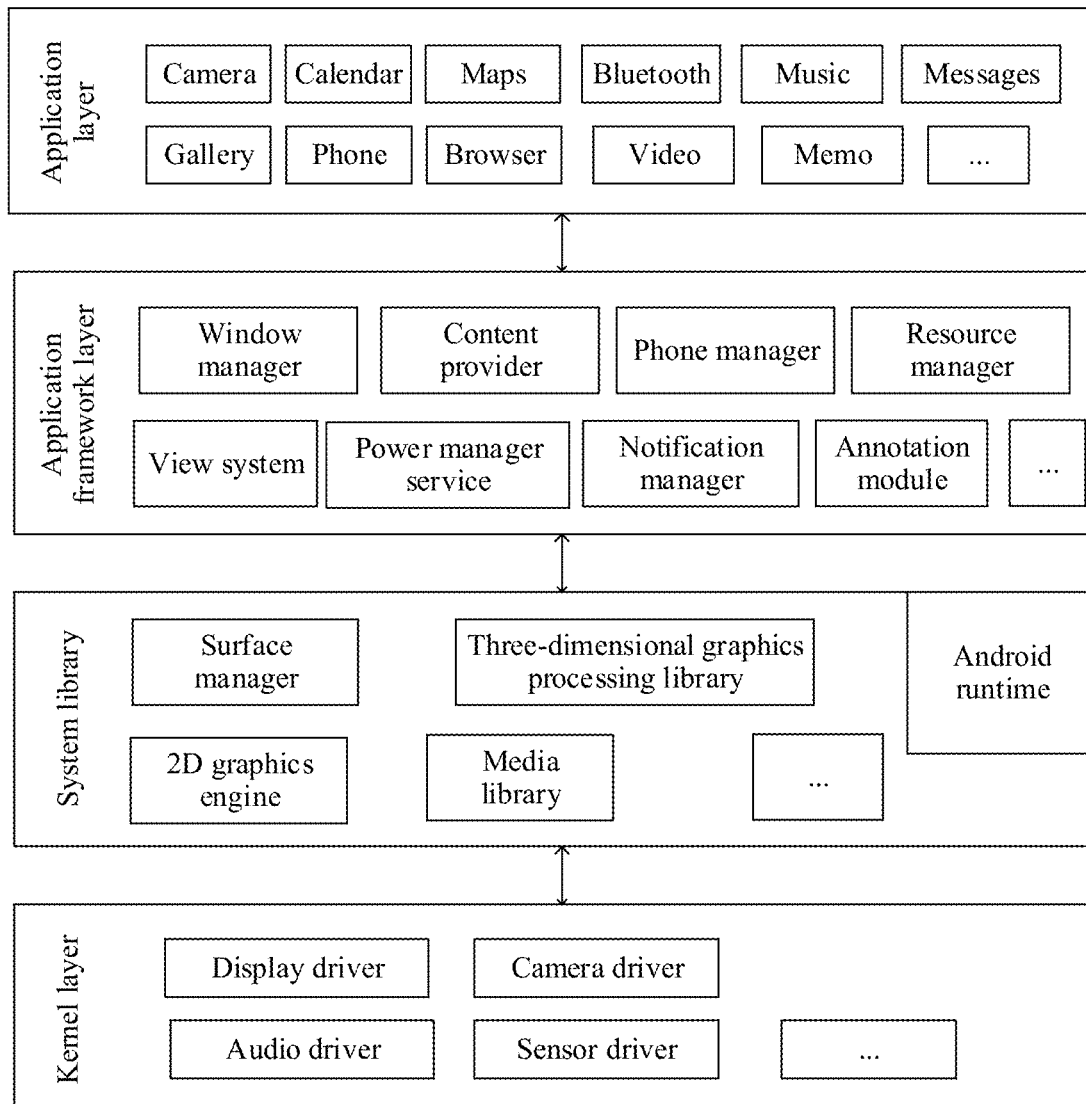 Application
layer
Camera
Calendar
Maps
Bluetooth
Music
Messages
Gallery
Phone
Browser
Video
Memo
...
Application
framework layer
Window
manager
Content
provider
Phone manager
Resource
manager
View system
Power manager
service
Notification
manager
Annotation
module
...
System library
Surface
manager
Three-dimensional graphics
processing library
Android
runtime
2D graphics
engine
Media
library
...
Kernel layer
Display driver
Camera driver
Audio driver
Sensor driver
...